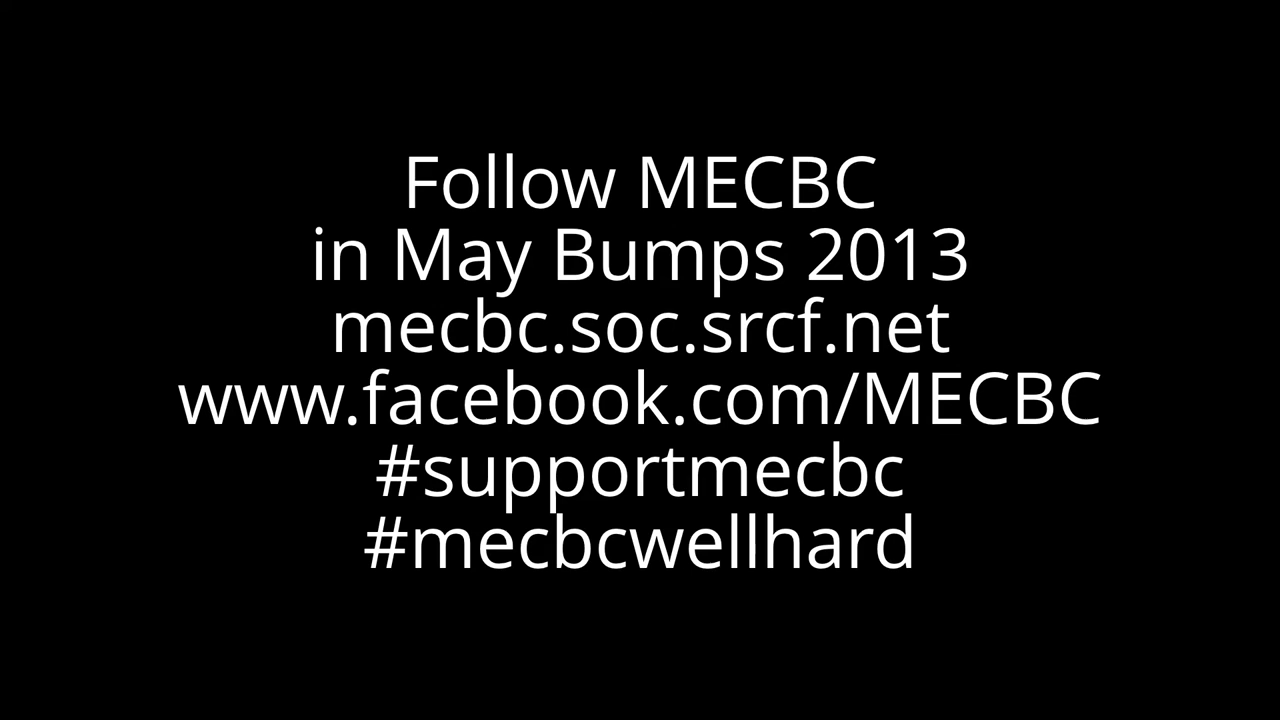 Follow MECBC
in May Bumps 2013
mecbc.soc.srcf.net
www.facebook.com/MECBC
#supportmecbc
#mecbcwellhard